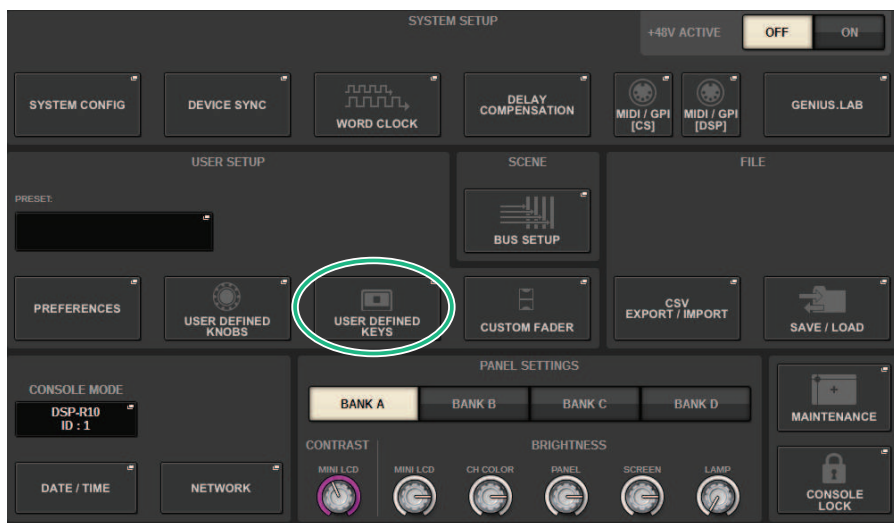 SYSTEM SETUP
+48V ACTIVE
OFF
ON
SYSTEM CONFIG
DEVICE SYNC
WORD CLOCK
DELAY
COMPENSATION
MIDI / GPI
[CS]
MIDI / GPI
[DSP]
GENIUS.LAB
USER SETUP
SCENE
FILE
PRESET:
BUS SETUP
PREFERENCES
USER DEFINED
KNOBS
USER DEFINED
KEYS
CUSTOM FADER
CSV
EXPORT / IMPORT
SAVE / LOAD
CONSOLE MODE
DSP-R10
ID : 1
DATE / TIME
NETWORK
PANEL SETTINGS
BANK A
BANK B
BANK C
BANK D
CONTRAST
BRIGHTNESS
MINI LCD
MINI LCD
CH COLOR
PANEL
SCREEN
LAMP
MAINTENANCE
CONSOLE
LOCK